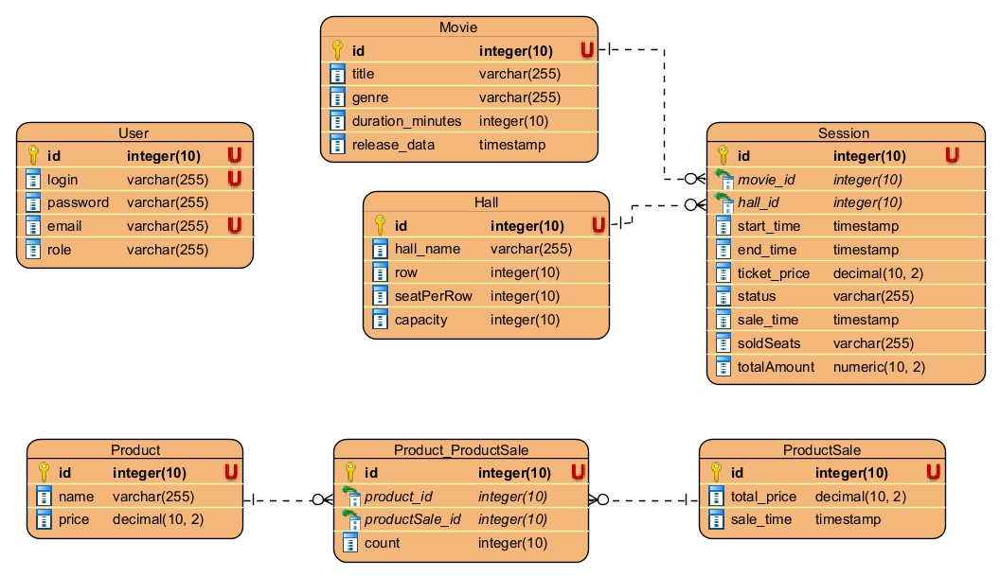 Movie
id integer(10) U
title varchar(255)
genre varchar(255)
duration_minutes integer(10)
release_data timestamp
User
id integer(10) U
login varchar(255) U
password varchar(255)
email varchar(255) U
role varchar(255)
Hall
id integer(10) U
hall_name varchar(255)
row integer(10)
seatPerRow integer(10)
capacity integer(10)
Session
id integer(10) U
movie_id integer(10)
hall_id integer(10)
start_time timestamp
end_time timestamp
ticket_price decimal(10, 2)
status varchar(255)
sale_time timestamp
soldSeats varchar(255)
totalAmount numeric(10, 2)
Product
id integer(10) U
name varchar(255)
price decimal(10, 2)
Product_ProductSale
id integer(10) U
product_id integer(10)
productSale_id integer(10)
count integer(10)
ProductSale
id integer(10) U
total_price decimal(10, 2)
sale_time timestamp